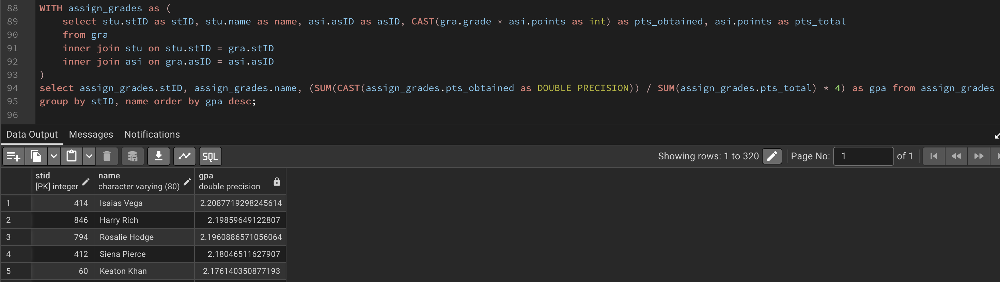 88 WITH assign_grades as (
89 select stu.stID as stID, stu.name as name, asi.asID as asID, CAST(gra.grade * asi.points as int) as pts_obtained, asi.points as pts_total
90 from gra
91 inner join stu on stu.stID = gra.stID
92 inner join asi on gra.asID = asi.asID
93 )
94 select assign_grades.stID, assign_grades.name, (SUM(CAST(assign_grades.pts_obtained as DOUBLE PRECISION)) / SUM(assign_grades.pts_total) * 4) as gpa from assign_grades
95 group by stID, name order by gpa desc;
96
Data Output Messages Notifications
SQL Showing rows: 1 to 320 Page No: 1 of 1
stid name gpa
[PK] integer character varying (80) double precision
1 414 Isaias Vega 2.2087719298245614
2 846 Harry Rich 2.19859649122807
3 794 Rosalie Hodge 2.1960886571056064
4 412 Siena Pierce 2.18046511627907
5 60 Keaton Khan 2.176140350877193